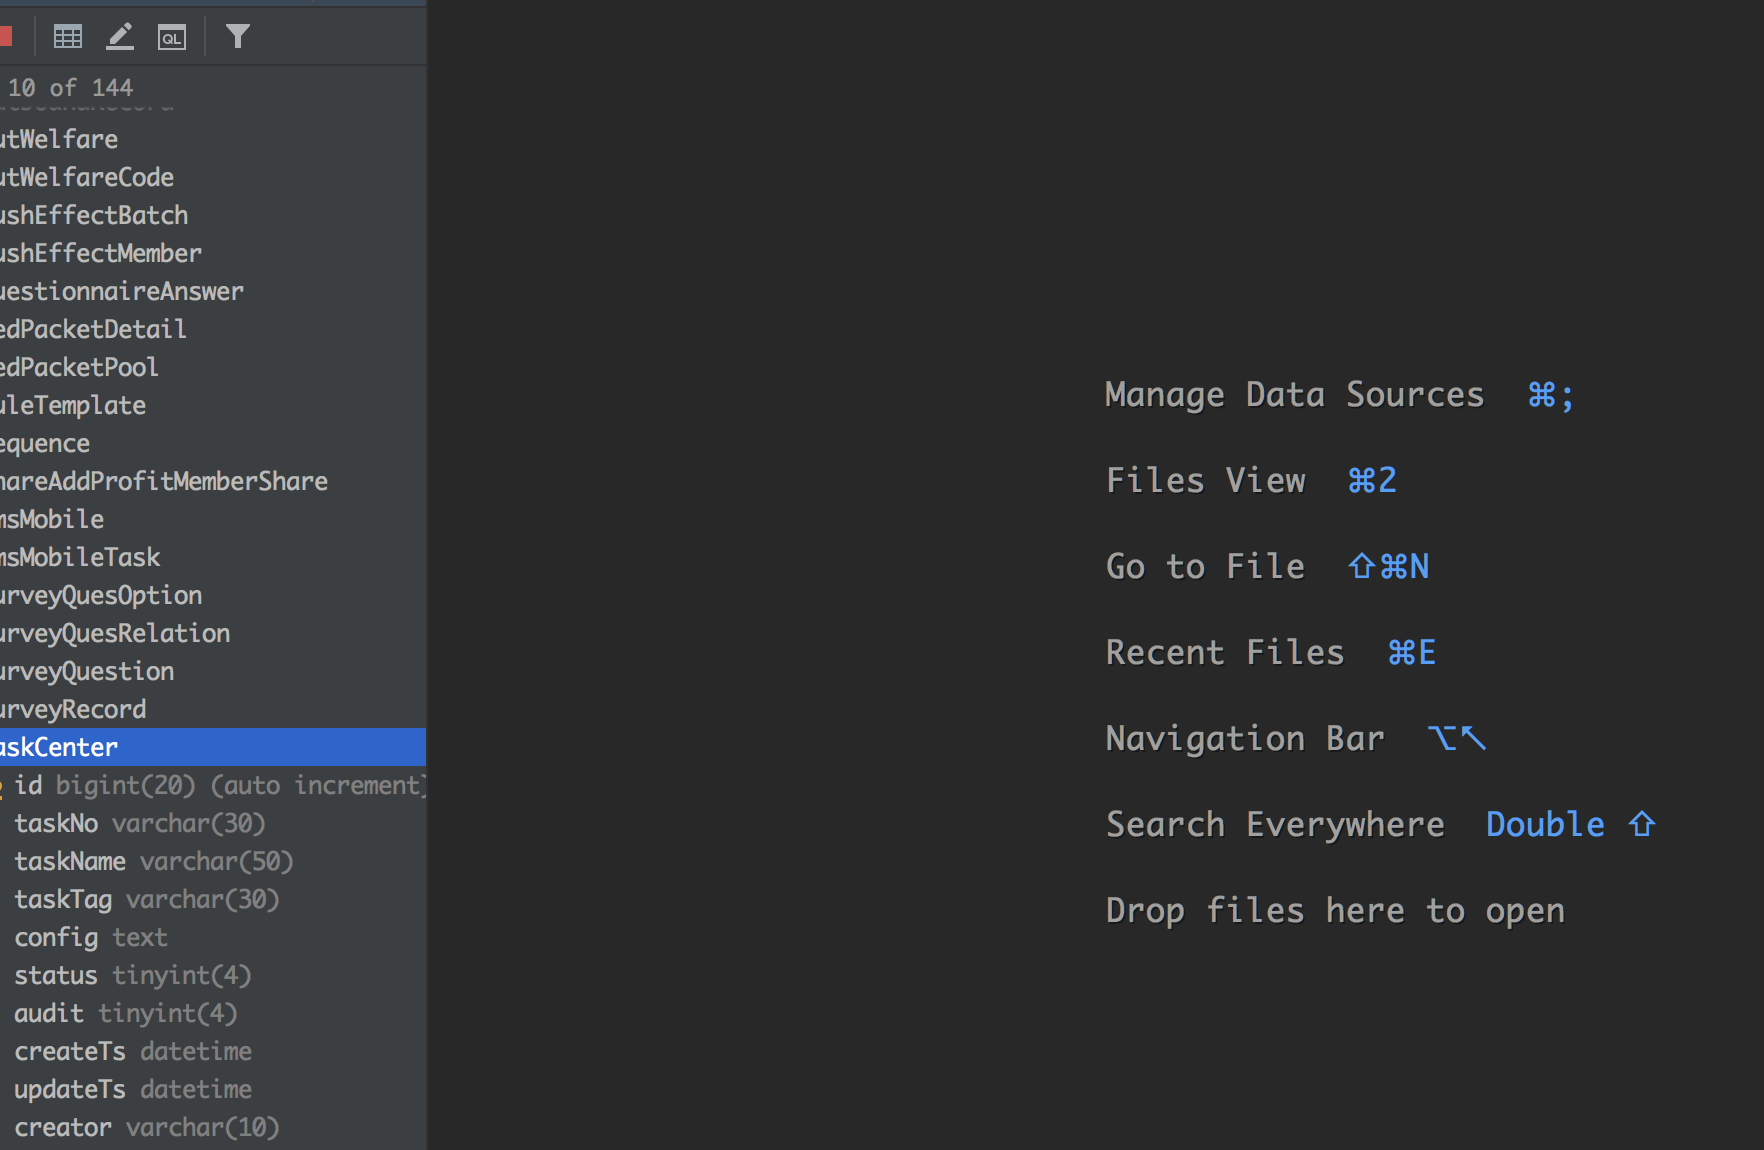 QL
10 of 144
utWelfare
utWelfareCode
ushEffectBatch
ushEffectMember
uestionnaireAnswer
edPacketDetail
edPacketPool
uleTemplate
equence
hareAddProfitMemberShare
msMobile
msMobileTask
urveyQuesOption
urveyQuesRelation
urveyQuestion
urveyRecord
askCenter
id bigint(20) (auto increment)
taskNo varchar(30)
taskName varchar(50)
taskTag varchar(30)
config text
status tinyint(4)
audit tinyint(4)
createTs datetime
updateTs datetime
creator varchar(10)
Manage Data Sources ⌘;
Files View ⌘2
Go to File ⇧⌘N
Recent Files ⌘E
Navigation Bar ⌥↖
Search Everywhere Double ⇧
Drop files here to open